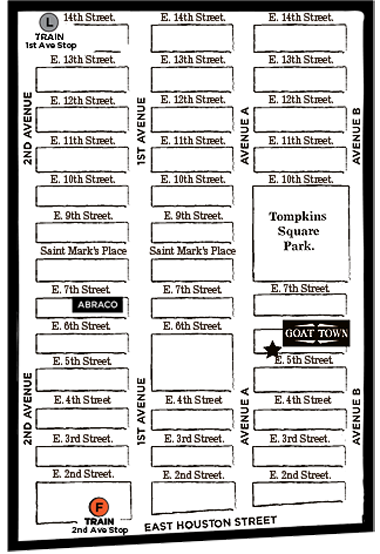 L
TRAIN
1st Ave Stop
14th Street.
E. 14th Street.
E. 14th Street.
E. 13th Street.
E. 13th Street.
E. 13th Street.
2ND AVENUE
1ST AVENUE
AVENUE A
AVENUE B
E. 12th Street.
E. 12th Street.
E. 12th Street.
E. 11th Street.
E. 11th Street.
E. 11th Street.
E. 10th Street.
E. 10th Street.
E. 10th Street.
Tompkins
Square
Park.
E. 9th Street.
E. 9th Street.
Saint Mark's Place
Saint Mark's Place
E. 7th Street.
E. 7th Street.
E. 7th Street.
ABRACO
GOAT TOWN
E. 6th Street.
E. 6th Street.
E. 5th Street.
E. 5th Street.
2ND AVENUE
1ST AVENUE
AVENUE A
AVENUE B
E. 4th Street.
E. 4th Street
E. 4th Street
E. 3rd Street.
E. 3rd Street.
E. 3rd Street.
E. 2nd Street.
E. 2nd Street.
E. 2nd Street.
F
TRAIN
2nd Ave Stop
EAST HOUSTON STREET